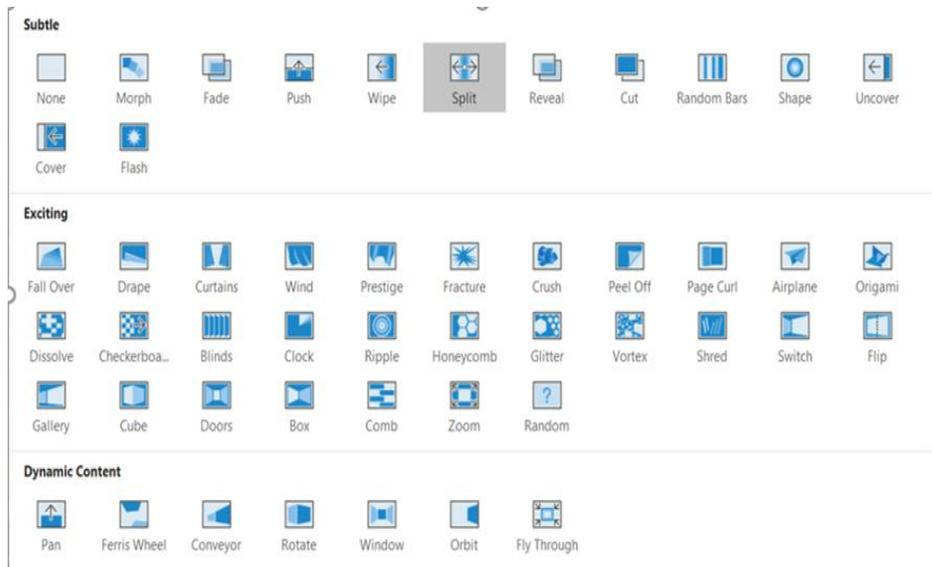 Subtle
None Morph Fade Push Wipe Split Reveal Cut Random Bars Shape Uncover
Cover Flash
Exciting
Fall Over Drape Curtains Wind Prestige Fracture Crush Peel Off Page Curl Airplane Origami
Dissolve Checkerboa... Blinds Clock Ripple Honeycomb Glitter Vortex Shred Switch Flip
Gallery Cube Doors Box Comb Zoom Random
?
Dynamic Content
Pan Ferris Wheel Conveyor Rotate Window Orbit Fly Through